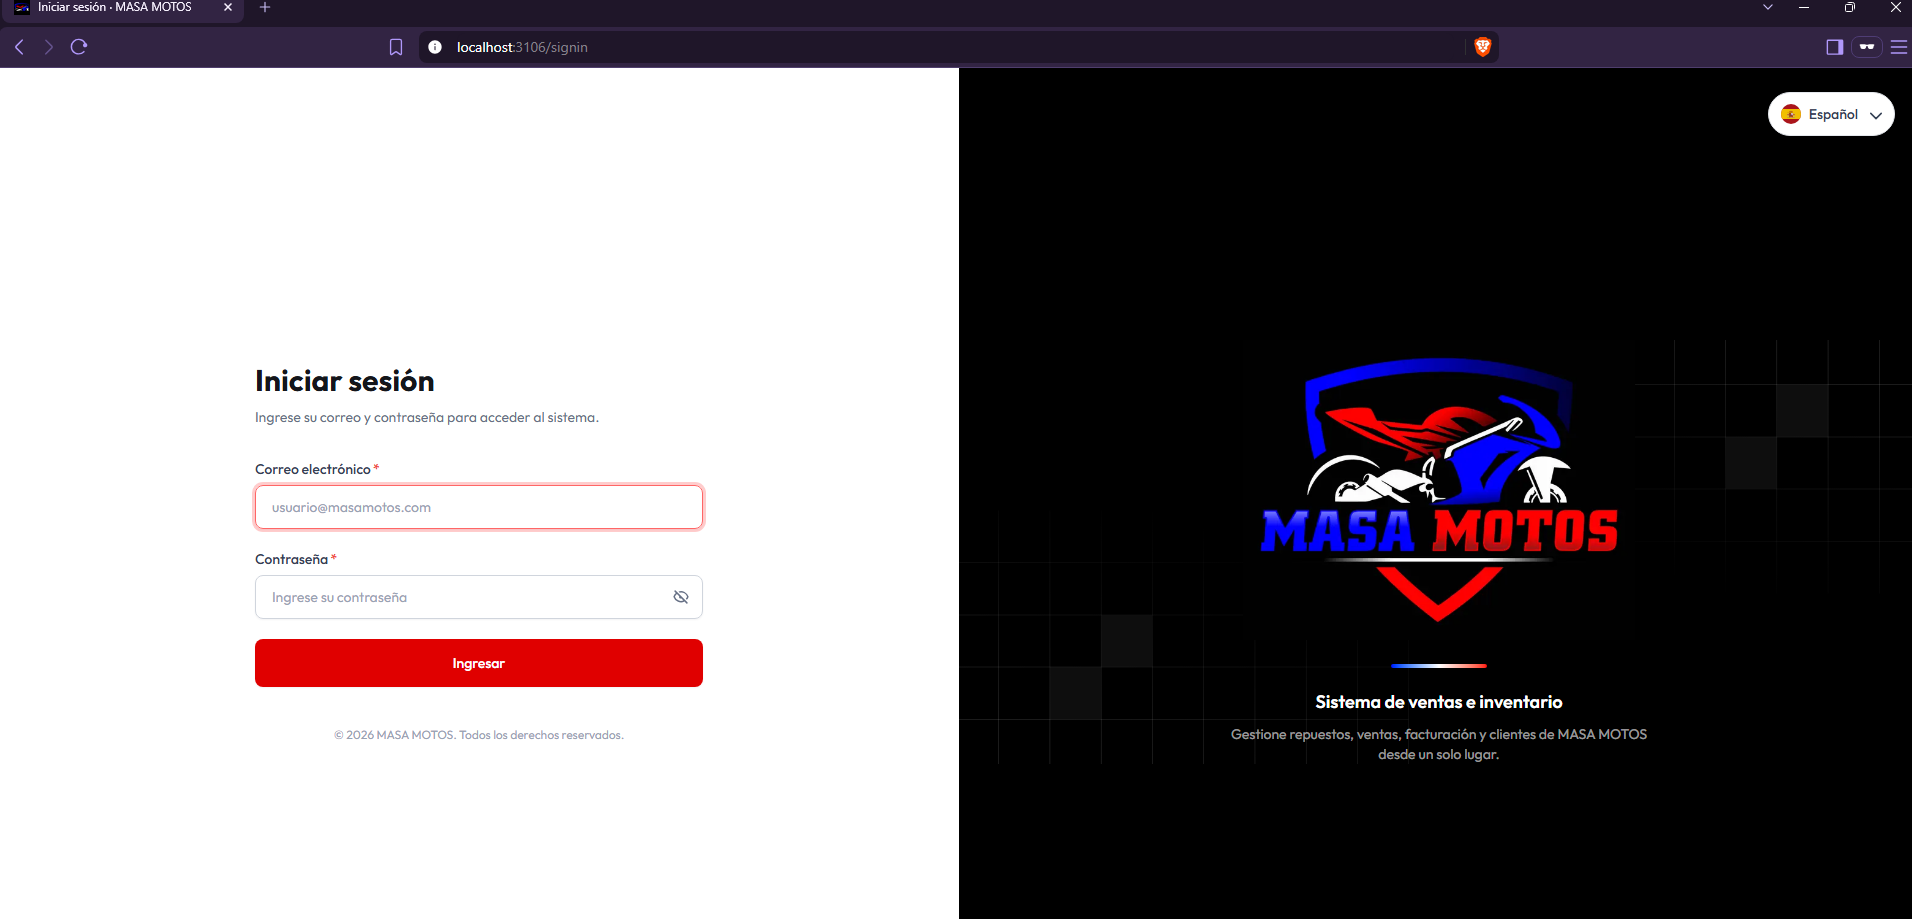 Iniciar sesión · MASA MOTOS
localhost:3106/signin
Español
Iniciar sesión
Ingrese su correo y contraseña para acceder al sistema.
Correo electrónico *
usuario@masamotos.com
Contraseña *
Ingrese su contraseña
Ingresar
© 2026 MASA MOTOS. Todos los derechos reservados.
MASA MOTOS
Sistema de ventas e inventario
Gestione repuestos, ventas, facturación y clientes de MASA MOTOS
desde un solo lugar.